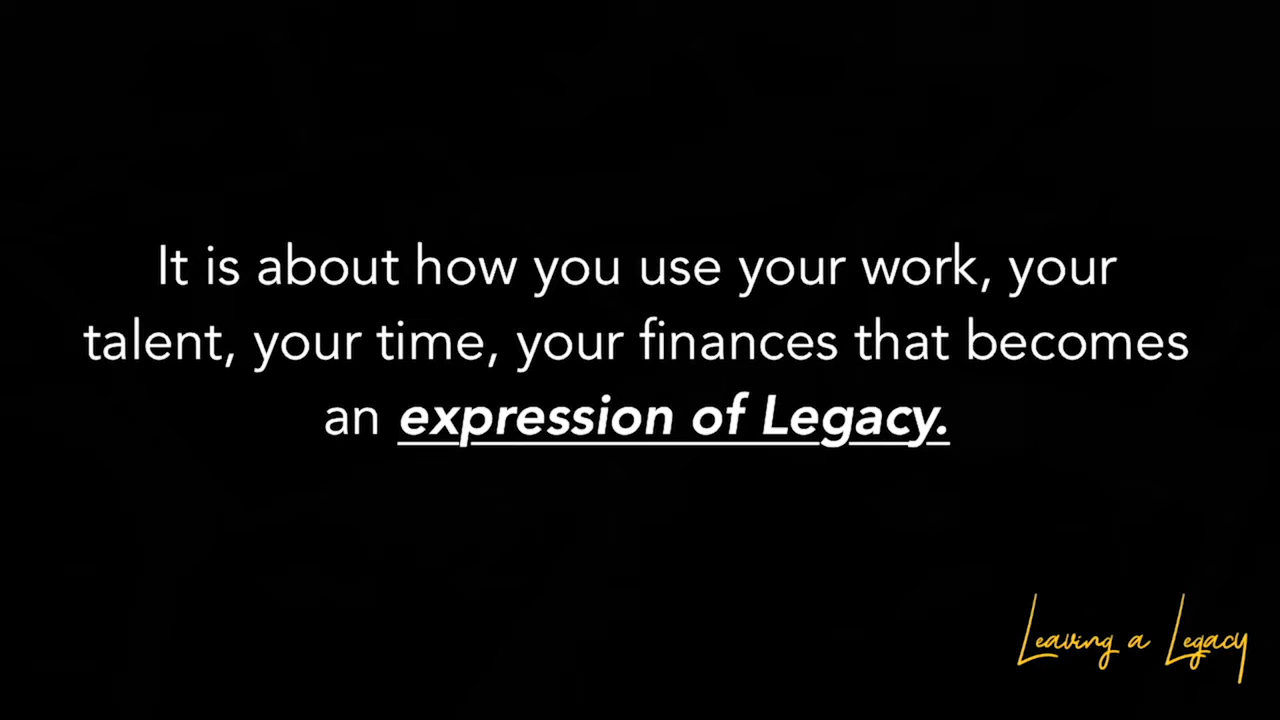 It is about how you use your work, your
talent, your time, your finances that becomes
an expression of Legacy.
Leaving a Legacy